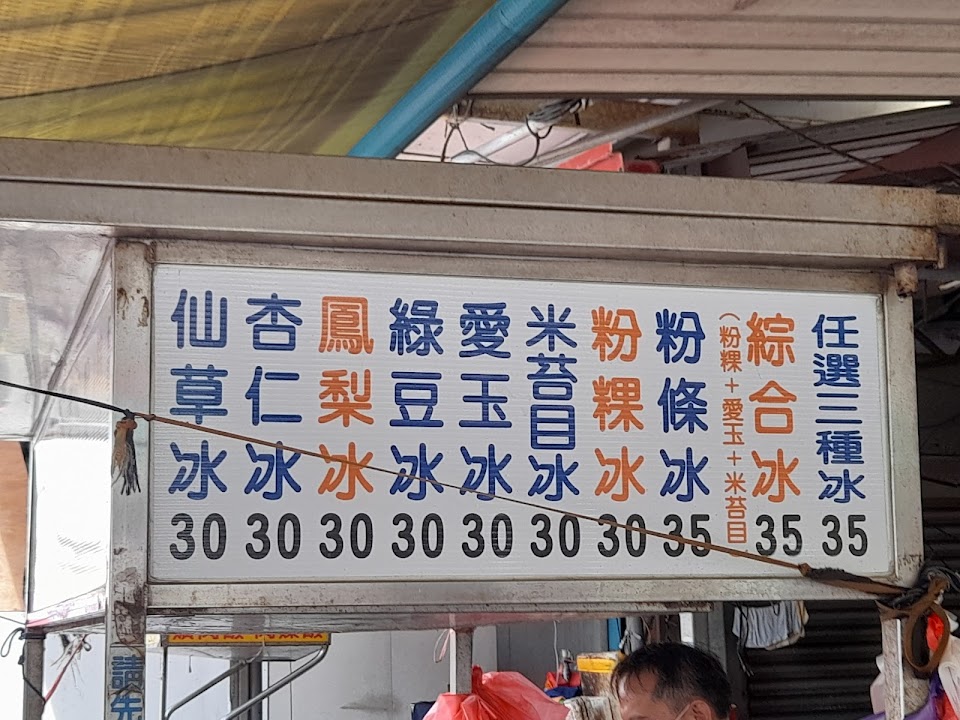 任選三種冰 35
綜合冰 35
(粉粿+愛玉+米苔目
粉條冰 35
粉粿冰 30
米苔目冰 30
愛玉冰 30
綠豆冰 30
鳳梨冰 30
杏仁冰 30
仙草冰 30
請先